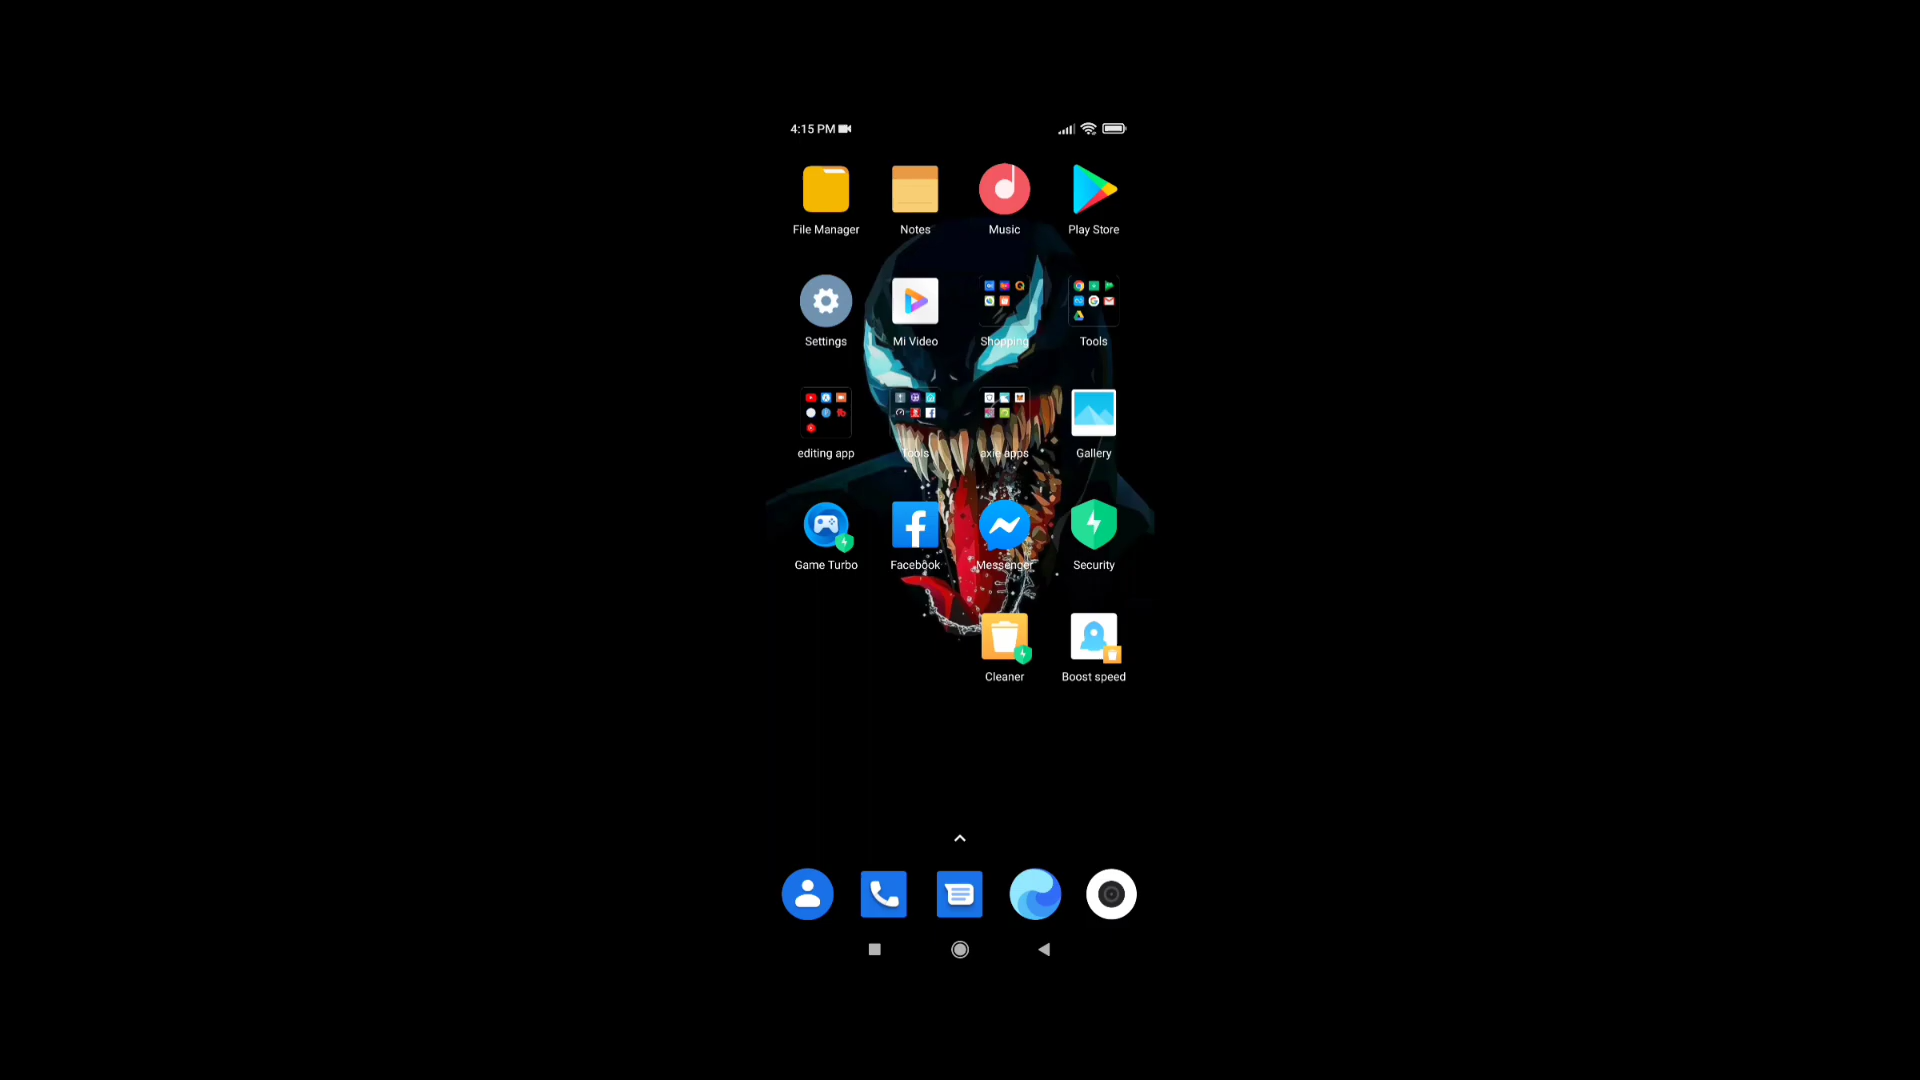 4:15 PM
File Manager
Notes
Music
Play Store
Settings
Mi Video
Shopping
Tools
editing app
Tools
axie apps
Gallery
Game Turbo
Facebook
Messenger
Security
Cleaner
Boost speed